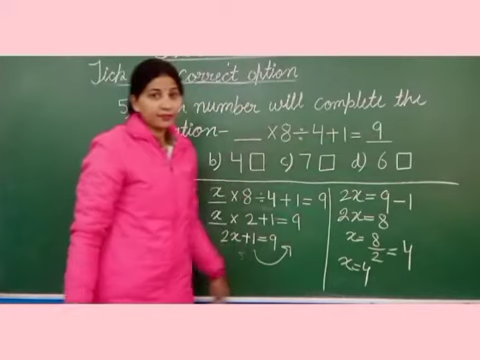 Tick correct option
5. number will complete the
tion- __ ×8÷4+1= 9
b) 4 □ c) 7 □ d) 6 □
x ×8÷4+1=9
x × 2+1=9
2x+1=9
2x=9-1
2x=8
x=8/2=4
x=4